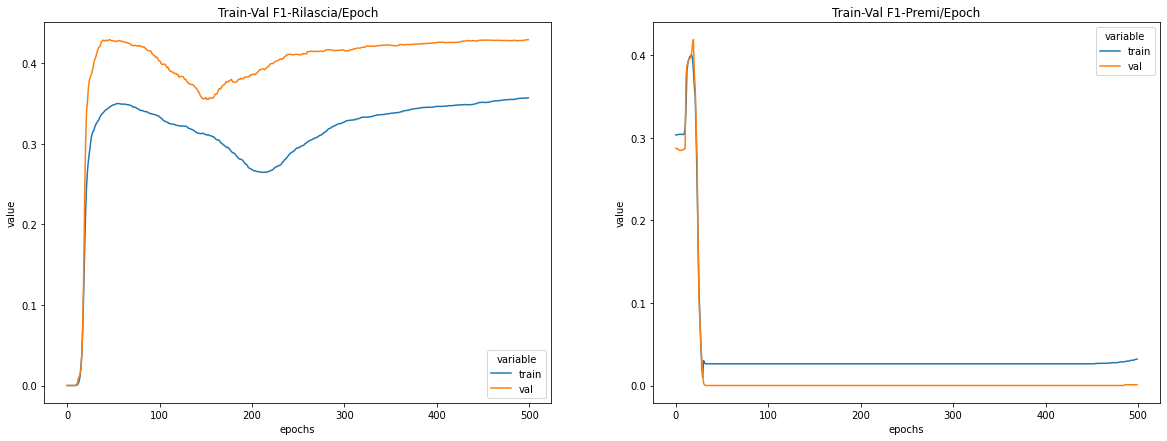 Train-Val F1-Rilascia/Epoch
value
0.4
0.3
0.2
0.1
0.0
0
100
200
300
400
500
epochs
variable
train
val
Train-Val F1-Premi/Epoch
value
0.4
0.3
0.2
0.1
0.0
0
100
200
300
400
500
epochs
variable
train
val